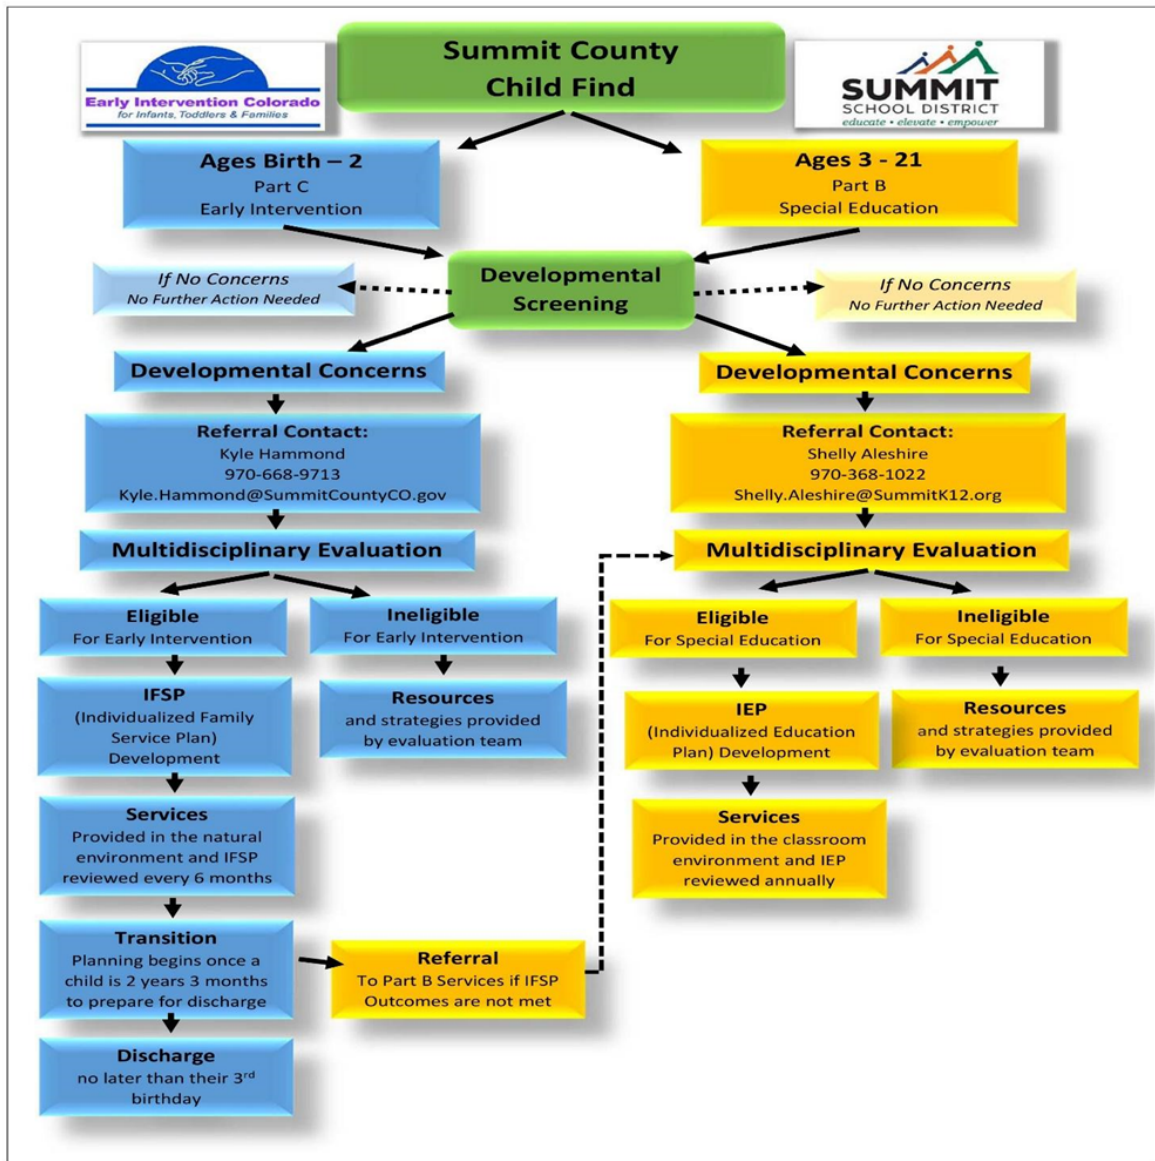 Summit County
Child Find
Early Intervention Colorado
for Infants, Toddlers & Families
SUMMIT
SCHOOL DISTRICT
educate • elevate • empower
Ages Birth – 2
Part C
Early Intervention
Ages 3 - 21
Part B
Special Education
Developmental
Screening
If No Concerns
No Further Action Needed
If No Concerns
No Further Action Needed
Developmental Concerns
Referral Contact:
Kyle Hammond
970-668-9713
Kyle.Hammond@SummitCountyCO.gov
Multidisciplinary Evaluation
Eligible
For Early Intervention
Ineligible
For Early Intervention
IFSP
(Individualized Family
Service Plan)
Development
Resources
and strategies provided
by evaluation team
Services
Provided in the natural
environment and IFSP
reviewed every 6 months
Transition
Planning begins once a
child is 2 years 3 months
to prepare for discharge
Referral
To Part B Services if IFSP
Outcomes are not met
Discharge
no later than their 3rd
birthday
Developmental Concerns
Referral Contact:
Shelly Aleshire
970-368-1022
Shelly.Aleshire@SummitK12.org
Multidisciplinary Evaluation
Eligible
For Special Education
Ineligible
For Special Education
IEP
(Individualized Education
Plan) Development
Resources
and strategies provided
by evaluation team
Services
Provided in the classroom
environment and IEP
reviewed annually